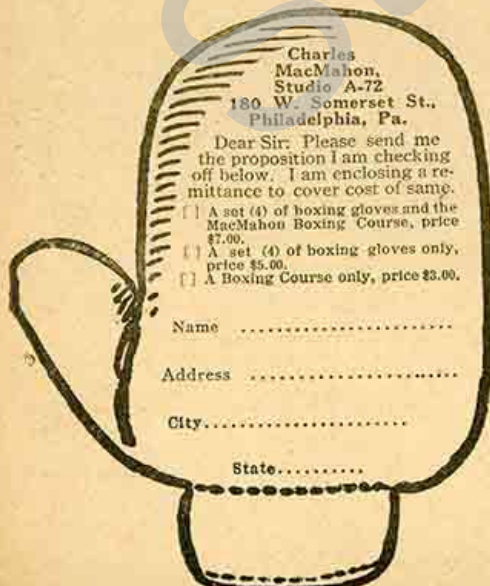 Charles
MacMahon,
Studio A-72
180 W. Somerset St.,
Philadelphia, Pa.
Dear Sir: Please send me
the proposition I am checking
off below. I am enclosing a re-
mittance to cover cost of same.
[ ] A set (4) of boxing gloves and the
MacMahon Boxing Course, price
$7.00.
[ ] A set (4) of boxing gloves only,
price $5.00.
[ ] A Boxing Course only, price $3.00.
Name ........................
Address ........................
City........................
State..........